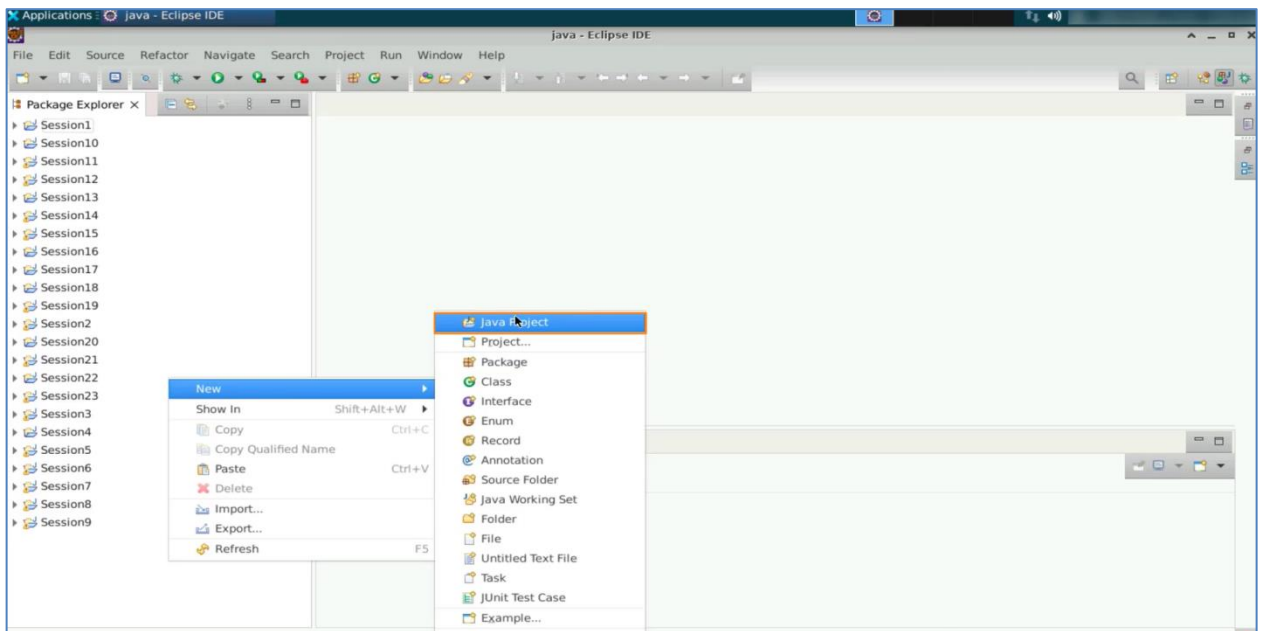 Applications java - Eclipse IDE
java - Eclipse IDE
File Edit Source Refactor Navigate Search Project Run Window Help
Package Explorer
Session1
Session10
Session11
Session12
Session13
Session14
Session15
Session16
Session17
Session18
Session19
Session2
Session20
Session21
Session22
Session23
Session3
Session4
Session5
Session6
Session7
Session8
Session9
New
Show In Shift+Alt+W
Copy Ctrl+C
Copy Qualified Name
Paste Ctrl+V
Delete
Import...
Export...
Refresh F5
Java Project
Project...
Package
Class
Interface
Enum
Record
Annotation
Source Folder
Java Working Set
Folder
File
Untitled Text File
Task
JUnit Test Case
Example...